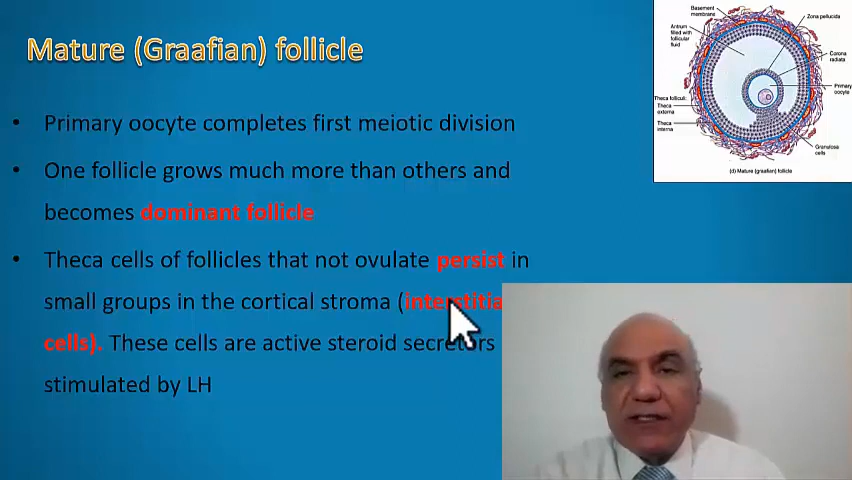 Mature (Graafian) follicle
• Primary oocyte completes first meiotic division
• One follicle grows much more than others and
becomes dominant follicle
• Theca cells of follicles that not ovulate persist in
small groups in the cortical stroma (interstitia
cells). These cells are active steroid secretors
stimulated by LH
Basement
membrane
Zona pellucida
Antrum
filled with
follicular
fluid
Corona
radiata
Primary
oocyte
Theca folliculi:
Theca
externa
Theca
interna
Granulosa
cells
(d) Mature (graafian) follicle